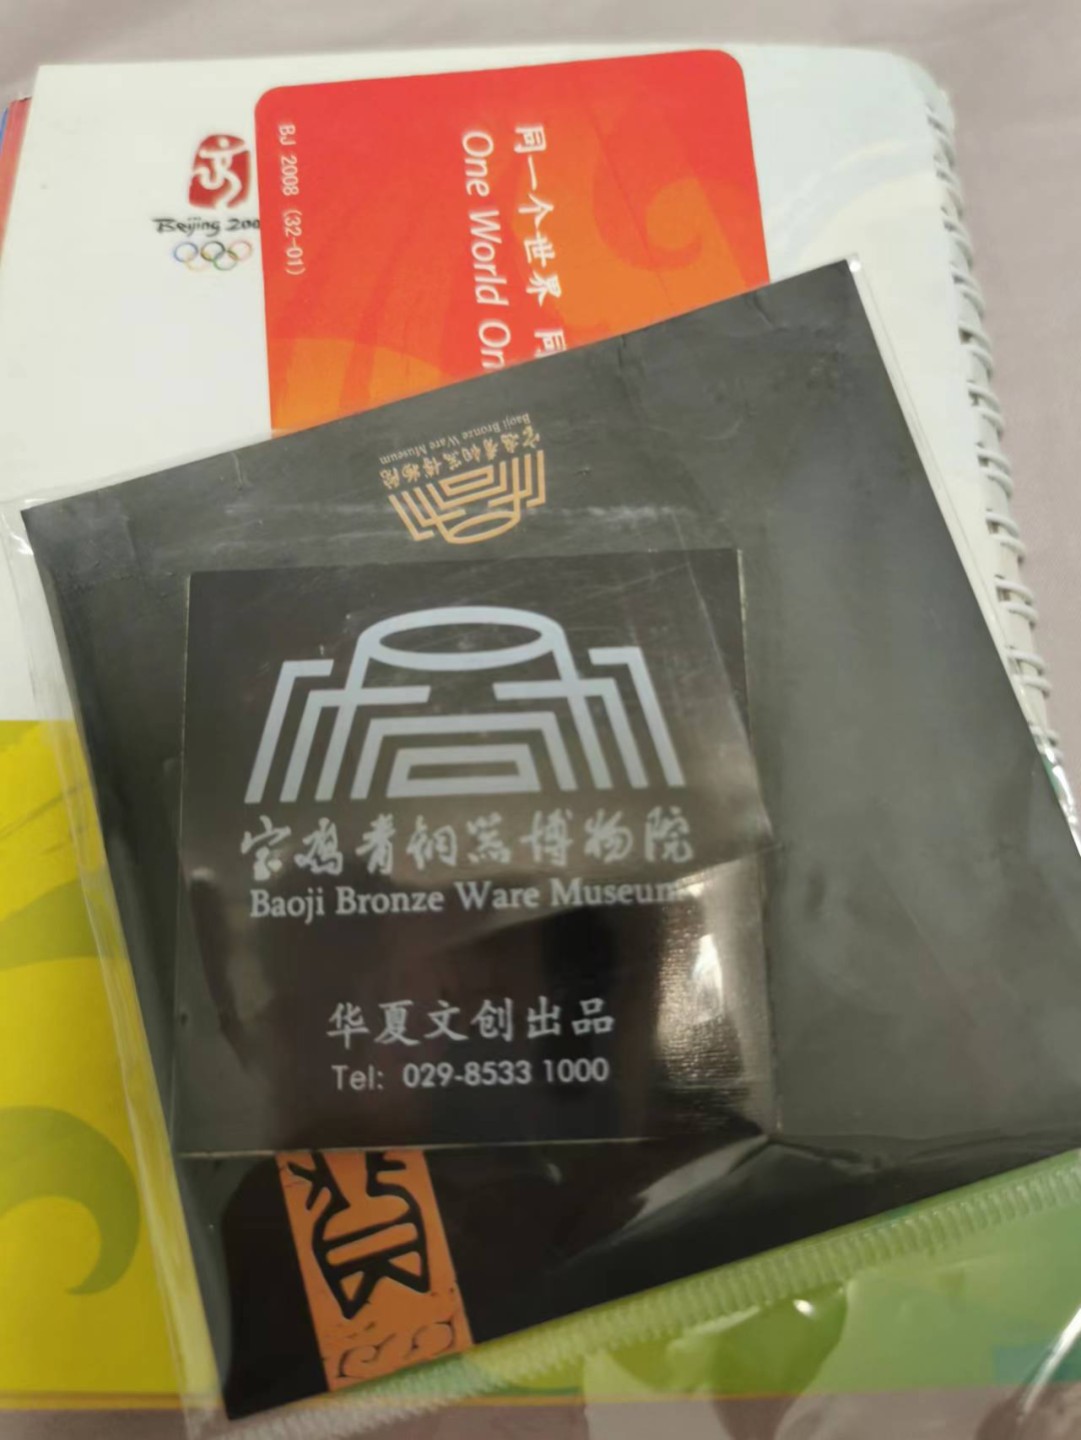 Beijing 200
BJ 2008 (32-01)
同一个世界 同
One World On
宝鸡青铜器博物院
Baoji Bronze Ware Museum
宝鸡青铜器博物院
Baoji Bronze Ware Museum
华夏文创出品
Tel: 029-8533 1000